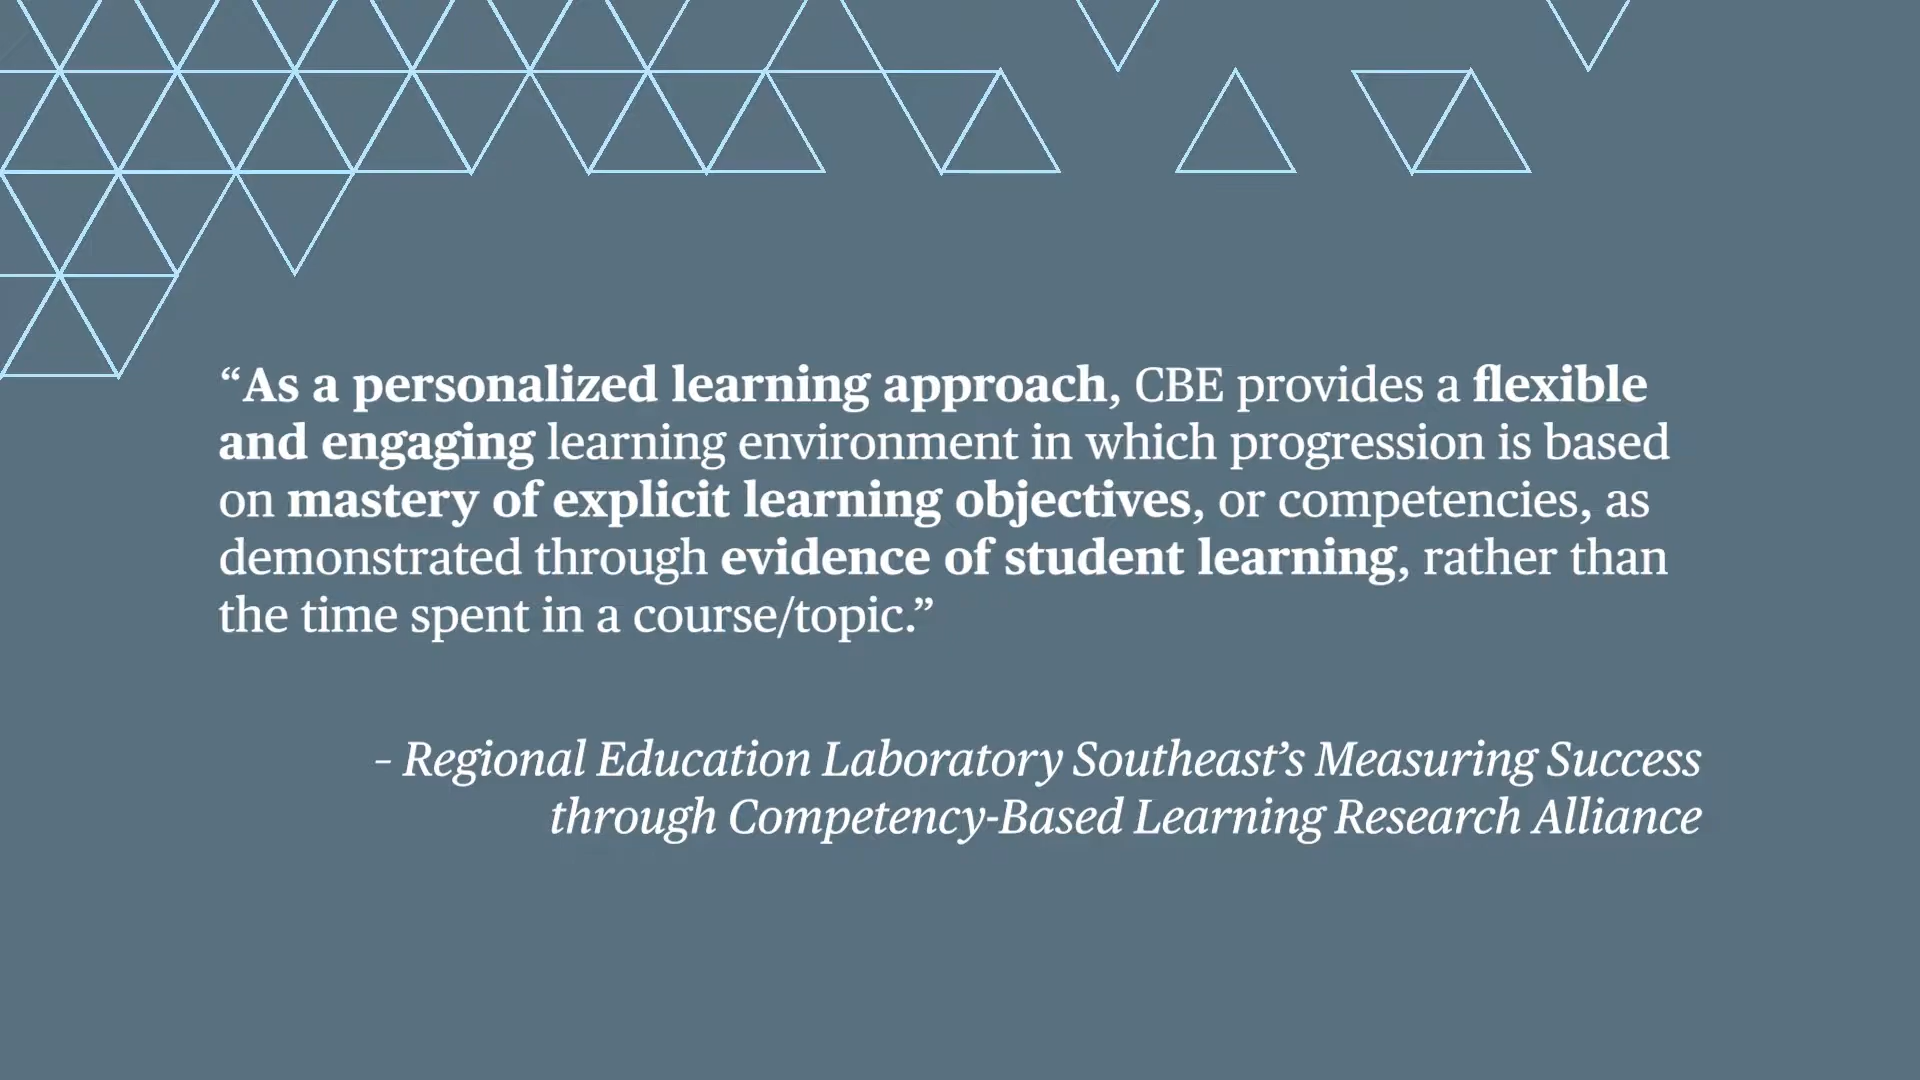 “As a personalized learning approach, CBE provides a flexible
and engaging learning environment in which progression is based
on mastery of explicit learning objectives, or competencies, as
demonstrated through evidence of student learning, rather than
the time spent in a course/topic.”
– Regional Education Laboratory Southeast’s Measuring Success
through Competency-Based Learning Research Alliance